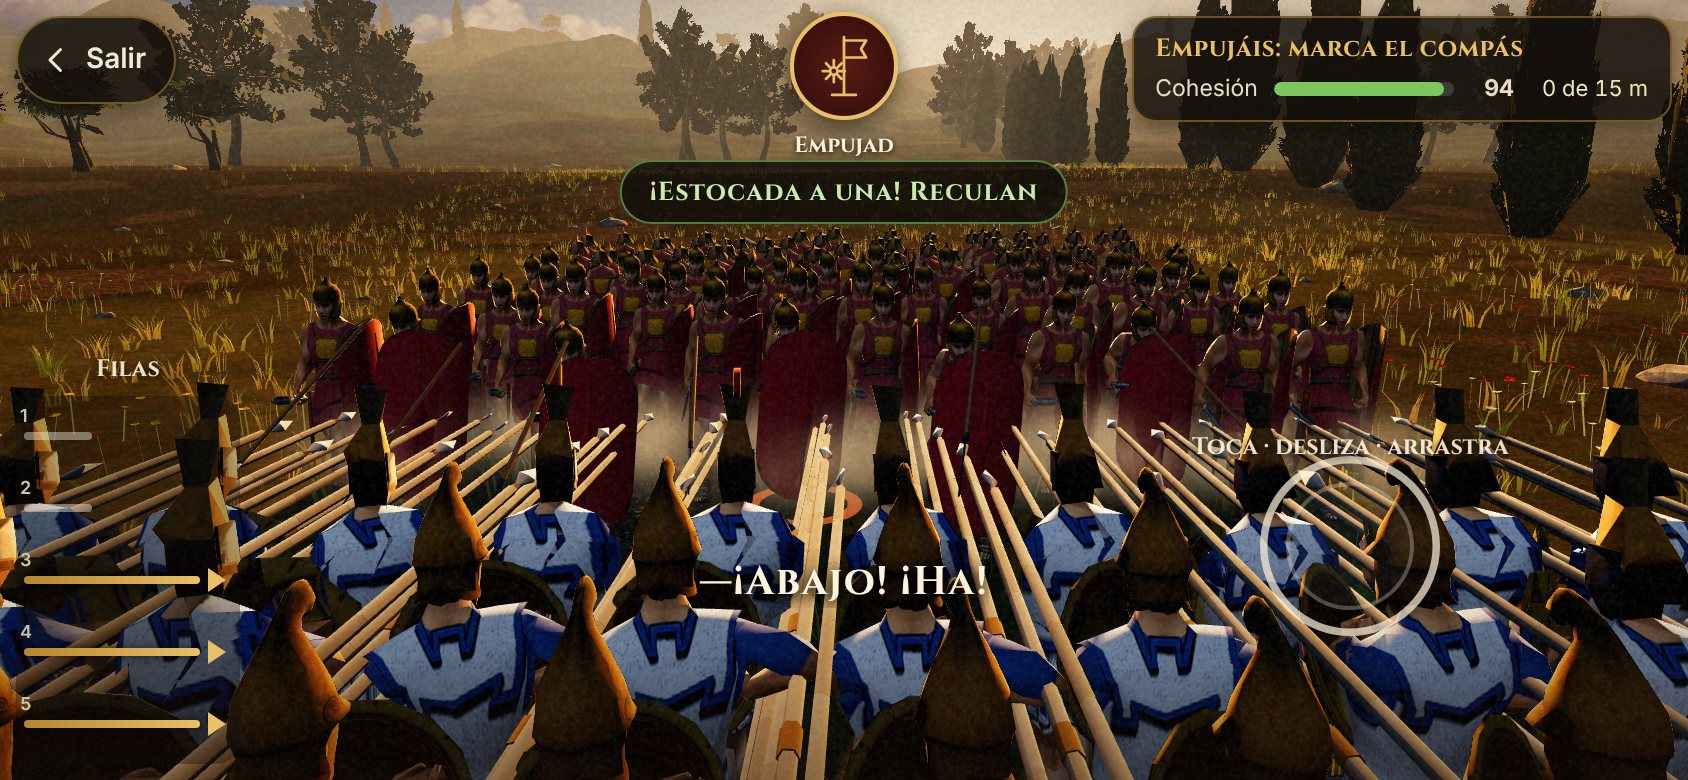 Salir
Empujad
¡Estocada a una! Reculan
Empujáis: marca el compás
Cohesión 94 0 de 15 m
Filas
1
2
3
4
5
Toca · desliza · arrastra
—¡Abajo! ¡Ha!